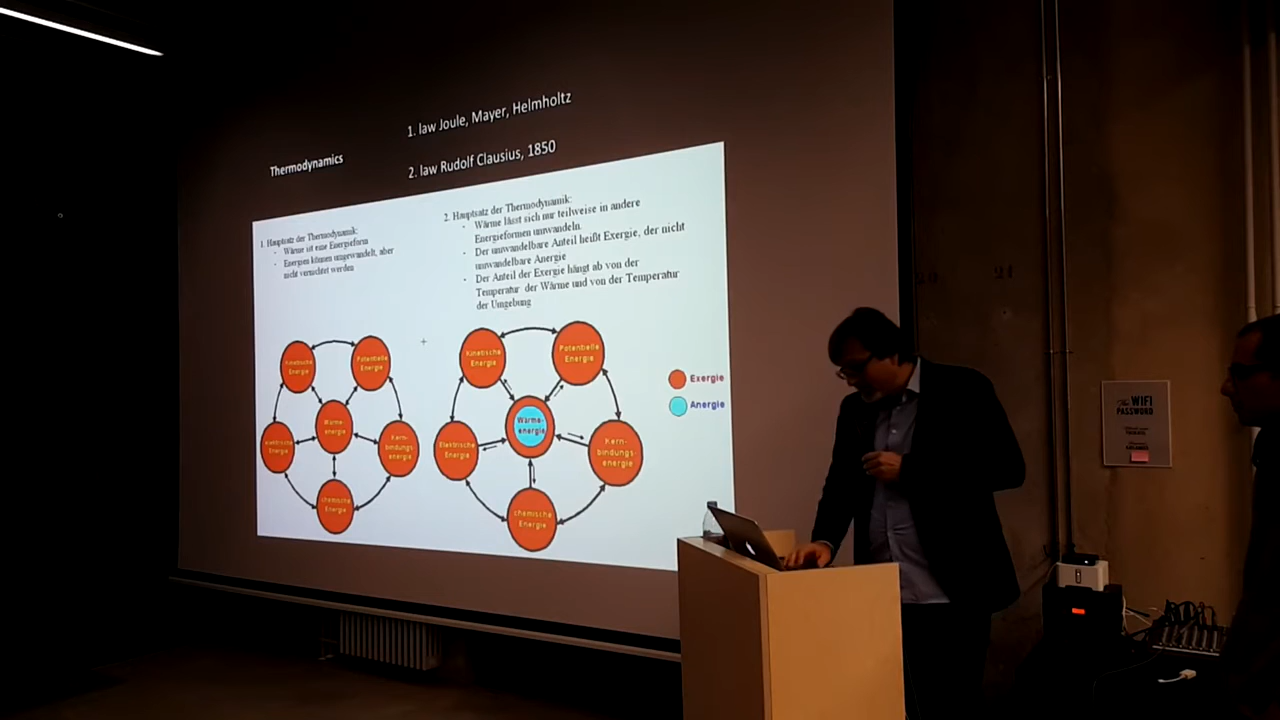 1. law Joule, Mayer, Helmholtz
Thermodynamics
2. law Rudolf Clausius, 1850
1. Hauptsatz der Thermodynamik:
- Wärme ist eine Energieform
- Energien können umgewandelt, aber
nicht vernichtet werden
2. Hauptsatz der Thermodynamik:
- Wärme lässt sich nur teilweise in andere
Energieformen umwandeln.
- Der umwandelbare Anteil heißt Exergie, der nicht
umwandelbare Anergie
- Der Anteil der Exergie hängt ab von der
Temperatur der Wärme und von der Temperatur
der Umgebung
Kinetische
Energie
Potentielle
Energie
Wärme-
energie
Elektrische
Energie
Kern-
bindungs-
energie
chemische
Energie
Kinetische
Energie
Potentielle
Energie
Wärme-
energie
Elektrische
Energie
Kern-
bindungs-
energie
chemische
Energie
Exergie
Anergie
20
21
The WIFI
PASSWORD